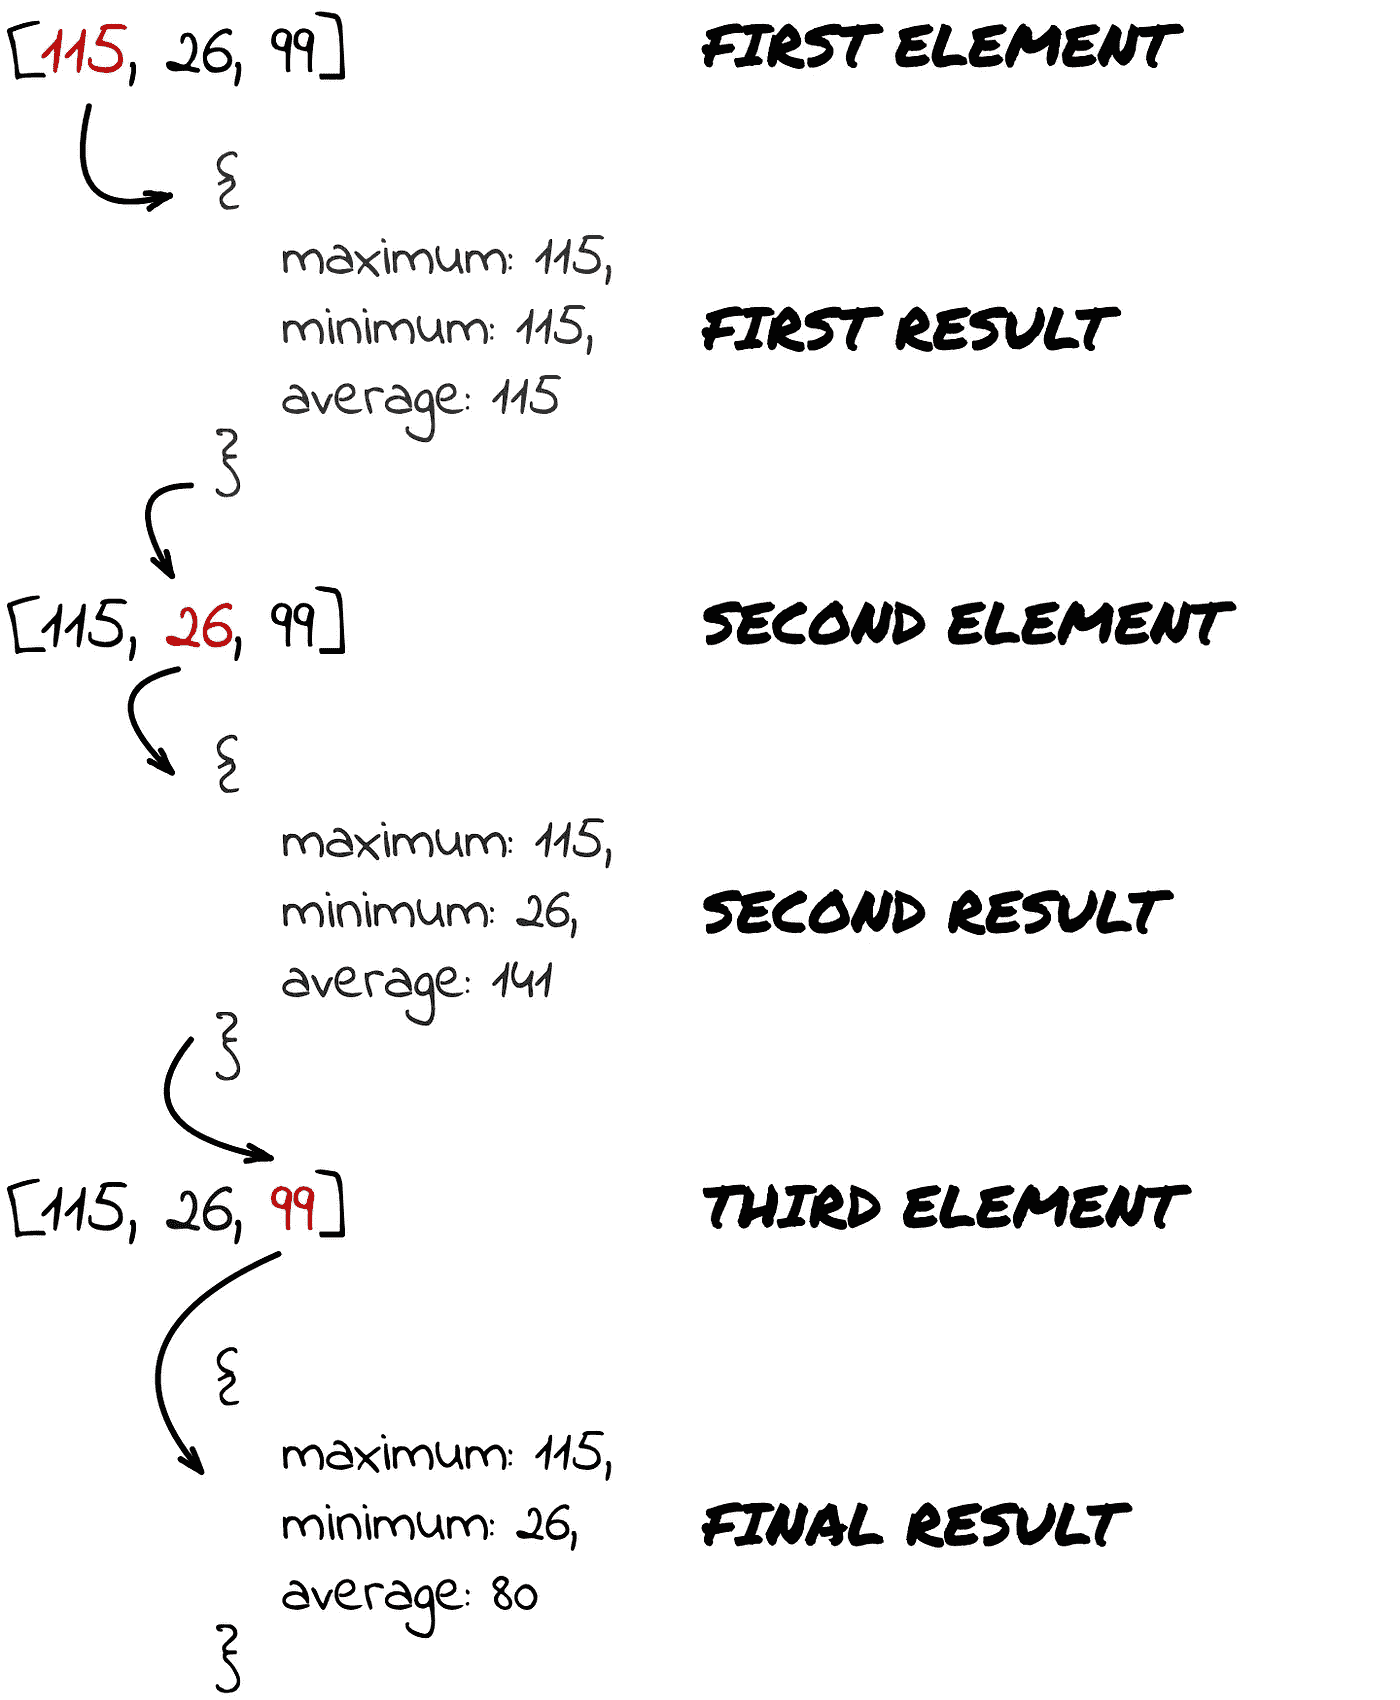 [115, 26, 99] FIRST ELEMENT
{
maximum: 115,
minimum: 115, FIRST RESULT
average: 115
}
[115, 26, 99] SECOND ELEMENT
{
maximum: 115,
minimum: 26, SECOND RESULT
average: 141
}
[115, 26, 99] THIRD ELEMENT
{
maximum: 115,
minimum: 26, FINAL RESULT
average: 80
}